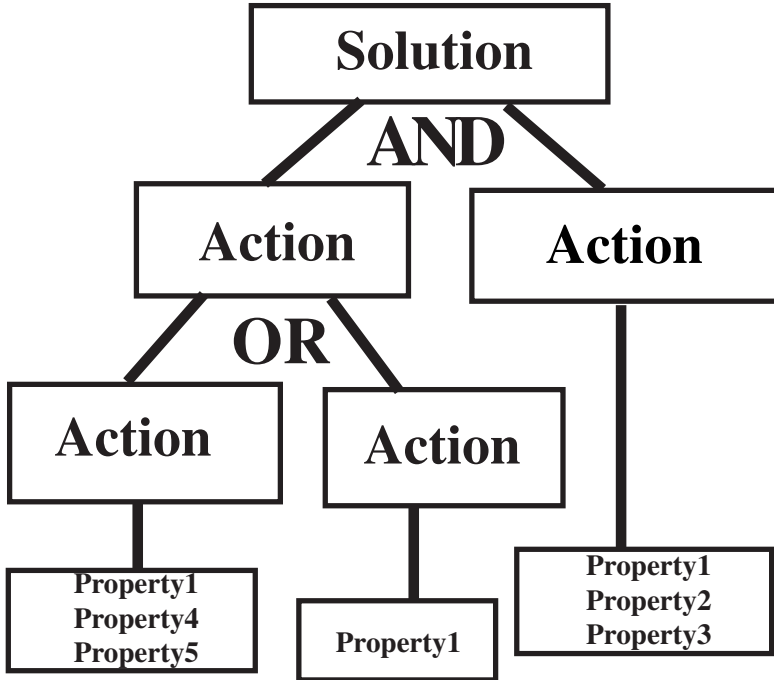 Solution
AND
Action
Action
OR
Action
Action
Property1
Property4
Property5
Property1
Property1
Property2
Property3